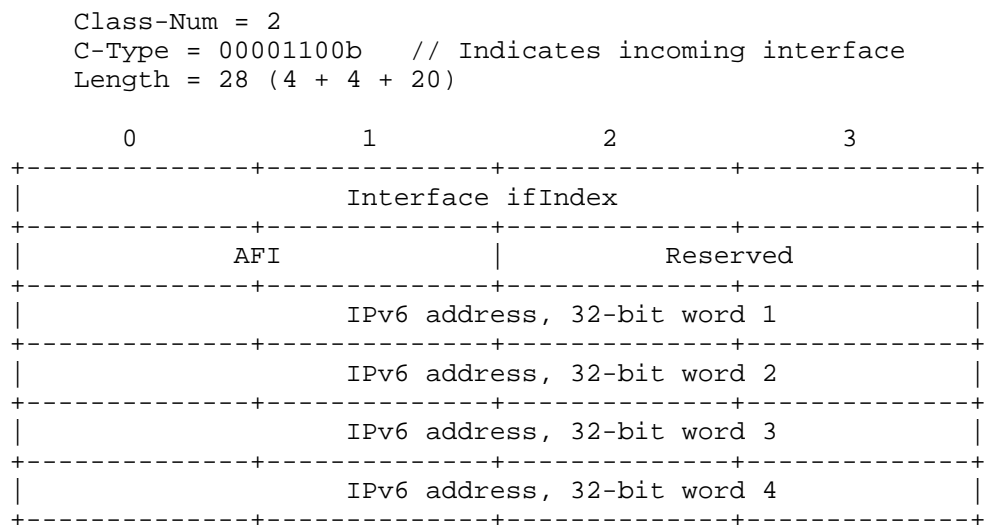 Class-Num = 2
C-Type = 00001100b   // Indicates incoming interface
Length = 28 (4 + 4 + 20)
0              1              2              3
+--------------+--------------+--------------+--------------+
|                    Interface ifIndex                      |
+--------------+--------------+--------------+--------------+
|             AFI             |          Reserved           |
+--------------+--------------+--------------+--------------+
|                    IPv6 address, 32-bit word 1            |
+--------------+--------------+--------------+--------------+
|                    IPv6 address, 32-bit word 2            |
+--------------+--------------+--------------+--------------+
|                    IPv6 address, 32-bit word 3            |
+--------------+--------------+--------------+--------------+
|                    IPv6 address, 32-bit word 4            |
+--------------+--------------+--------------+--------------+